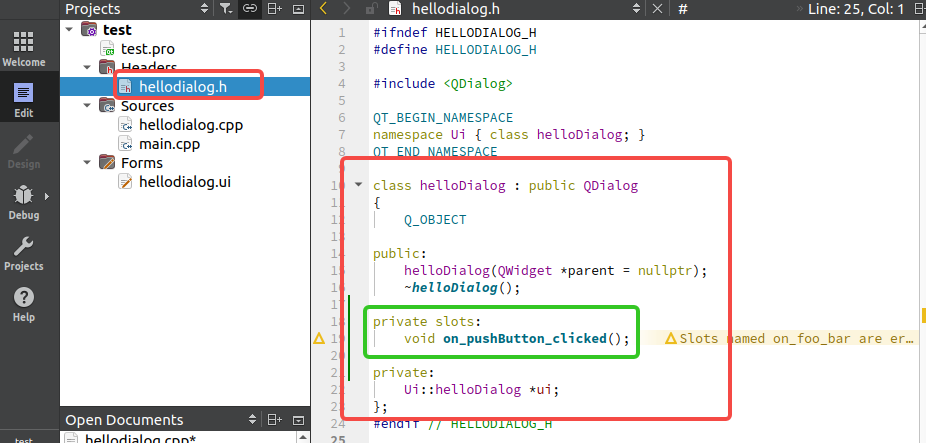 Projects
hellodialog.h
#
Line: 25, Col: 1
Welcome
Edit
Design
Debug
Projects
Help
test
test.pro
Headers
hellodialog.h
Sources
hellodialog.cpp
main.cpp
Forms
hellodialog.ui
Open Documents
hellodialog.cpp*
test
1 #ifndef HELLODIALOG_H
2 #define HELLODIALOG_H
3
4 #include <QDialog>
5
6 QT_BEGIN_NAMESPACE
7 namespace Ui { class helloDialog; }
8 QT_END_NAMESPACE
9
10 class helloDialog : public QDialog
11 {
12 Q_OBJECT
13
14 public:
15 helloDialog(QWidget *parent = nullptr);
16 ~helloDialog();
17
18 private slots:
19 void on_pushButton_clicked(); Slots named on_foo_bar are er…
20
21 private:
22 Ui::helloDialog *ui;
23 };
24 #endif // HELLODIALOG_H
25